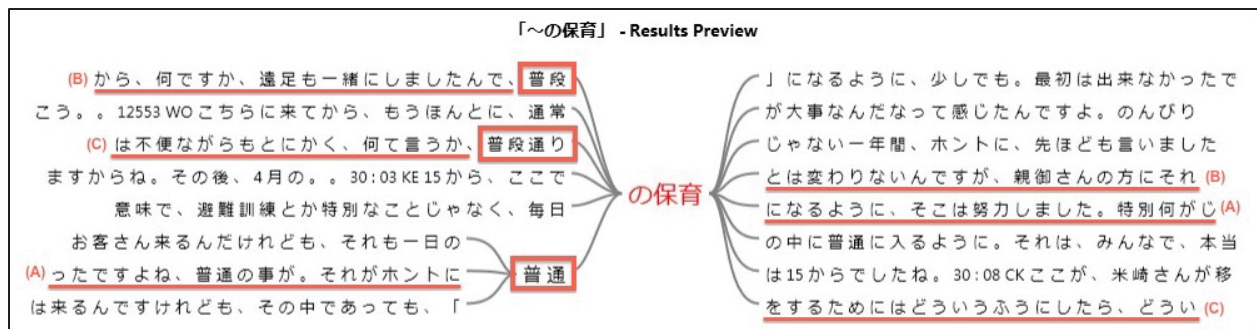 「～の保育」 - Results Preview
(B) から、何ですか、遠足も一緒にしましたんで、普段
こう。。12553 WO こちらに来てから、もうほんとに、通常
(C) は不便ながらもとにかく、何て言うか、普段通り
ますからね。その後、4月の。。30:03 KE 15から、ここで
意味で、避難訓練とか特別なことじゃなく、毎日
お客さん来るんだけれども、それも一日の
(A) ったですよね、普通の事が。それがホントに
は来るんですけれども、その中であっても、「
普通
の保育
」になるように、少しでも。最初は出来なかったで
が大事なんだなって感じたんですよ。のんびり
じゃない一年間、ホントに、先ほども言いました
とは変わりないんですが、親御さんの方にそれ (B)
になるように、そこは努力しました。特別何がじ (A)
の中に普通に入るように。それは、みんなで、本当
は15からでしたね。30:08 CK ここが、米崎さんが移
をするためにはどういうふうにしたら、どうい (C)